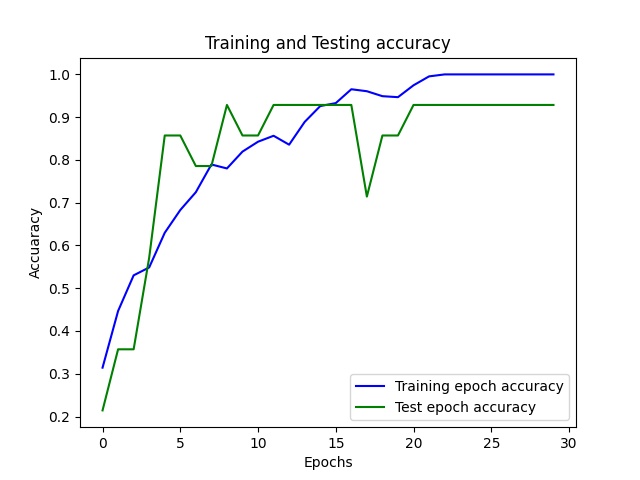 Training and Testing accuracy
1.0
0.9
0.8
0.7
0.6
0.5
0.4
0.3
0.2
Accuaracy
Training epoch accuracy
Test epoch accuracy
0 5 10 15 20 25 30
Epochs